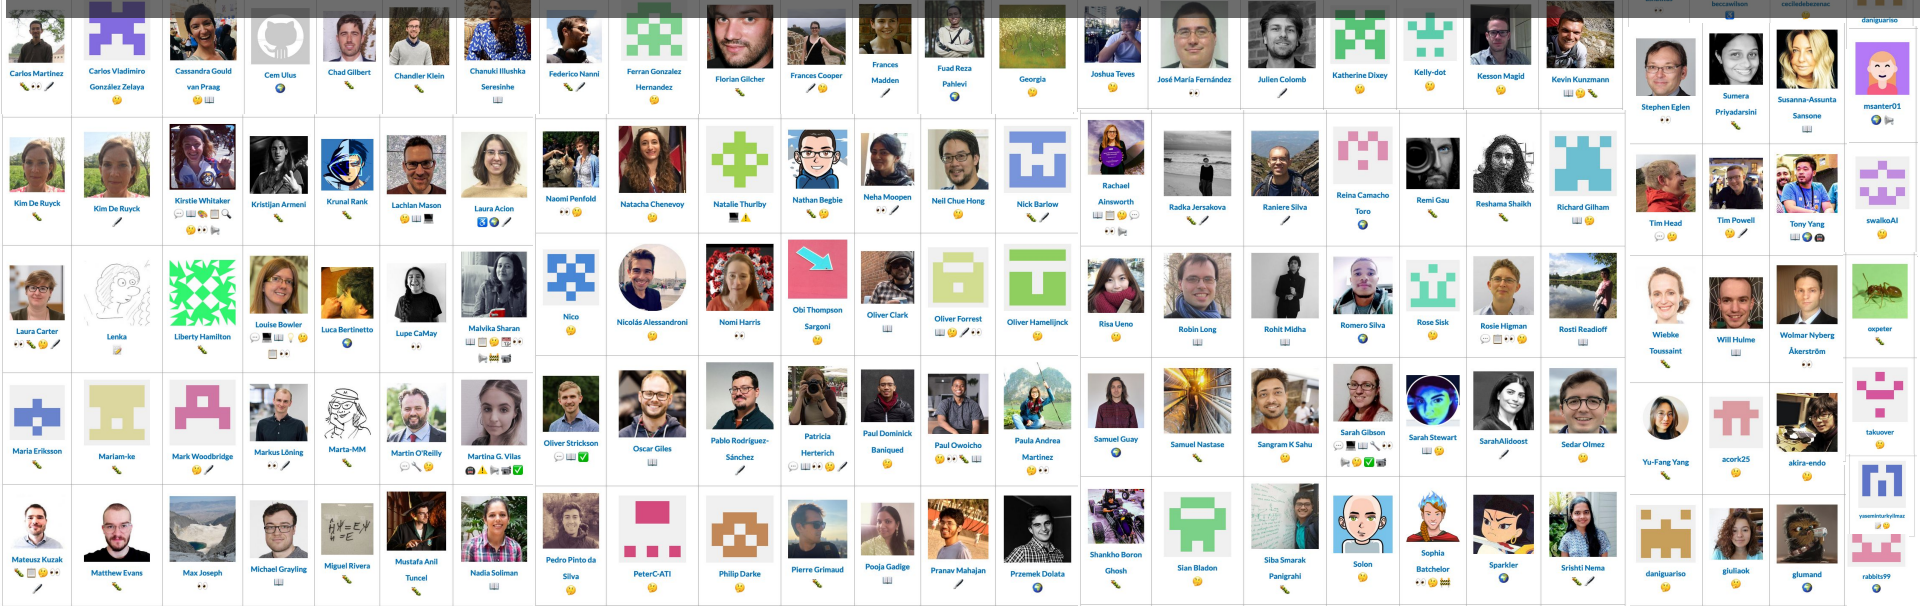 beccawilson
ceciledebezenac
daniguariso
Carlos Martinez
Carlos Vladimiro
González Zelaya
Cassandra Gould
van Praag
Cem Ulus
Chad Gilbert
Chandler Klein
Chanuki Illushka
Seresinhe
Federico Nanni
Ferran Gonzalez
Hernandez
Florian Gilcher
Frances Cooper
Frances
Madden
Fuad Reza
Pahlevi
Georgia
Joshua Teves
José María Fernández
Julien Colomb
Katherine Dixey
Kelly-dot
Kesson Magid
Kevin Kunzmann
Stephen Eglen
Sumera
Priyadarsini
Susanna-Assunta
Sansone
msanter01
Kim De Ruyck
Kim De Ruyck
Kirstie Whitaker
Kristijan Armeni
Krunal Rank
Lachlan Mason
Laura Acion
Naomi Penfold
Natacha Chenevoy
Natalie Thurlby
Nathan Begbie
Neha Moopen
Neil Chue Hong
Nick Barlow
Rachael
Ainsworth
Radka Jersakova
Raniere Silva
Reina Camacho
Toro
Remi Gau
Reshama Shaikh
Richard Gilham
Tim Head
Tim Powell
Tony Yang
swalkoAI
Laura Carter
Lenka
Liberty Hamilton
Louise Bowler
Luca Bertinetto
Lupe CaMay
Malvika Sharan
Nico
Nicolás Alessandroni
Nomi Harris
Obi Thompson
Sargoni
Oliver Clark
Oliver Forrest
Oliver Hamelijnck
Risa Ueno
Robin Long
Rohit Midha
Romero Silva
Rose Sisk
Rosie Higman
Rosti Readioff
Wiebke
Toussaint
Will Hulme
Wolmar Nyberg
Åkerström
oxpeter
Maria Eriksson
Mariam-ke
Mark Woodbridge
Markus Löning
Marta-MM
Martin O'Reilly
Martina G. Vilas
Oliver Strickson
Oscar Giles
Pablo Rodríguez-
Sánchez
Patricia
Herterich
Paul Dominick
Baniqued
Paul Owoicho
Paula Andrea
Martinez
Samuel Guay
Samuel Nastase
Sangram K Sahu
Sarah Gibson
Sarah Stewart
SarahAlidoost
Sedar Olmez
Yu-Fang Yang
acork25
akira-endo
takuover
yaseminturkyilmaz
Mateusz Kuzak
Matthew Evans
Max Joseph
Michael Grayling
Miguel Rivera
Mustafa Anil
Tuncel
Nadia Soliman
Pedro Pinto da
Silva
PeterC-ATI
Philip Darke
Pierre Grimaud
Pooja Gadige
Pranav Mahajan
Przemek Dolata
Shankho Boron
Ghosh
Sian Bladon
Siba Smarak
Panigrahi
Solon
Sophia
Batchelor
Sparkler
Srishti Nema
daniguariso
giuliaok
glumand
rabbits99